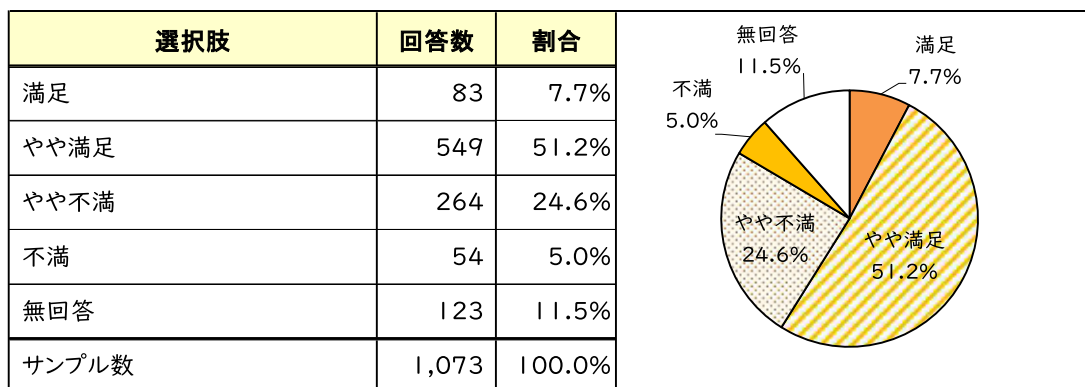 選択肢 回答数 割合
満足 83 7.7%
やや満足 549 51.2%
やや不満 264 24.6%
不満 54 5.0%
無回答 123 11.5%
サンプル数 1,073 100.0%
無回答
11.5%
満足
7.7%
不満
5.0%
やや不満
24.6%
やや満足
51.2%